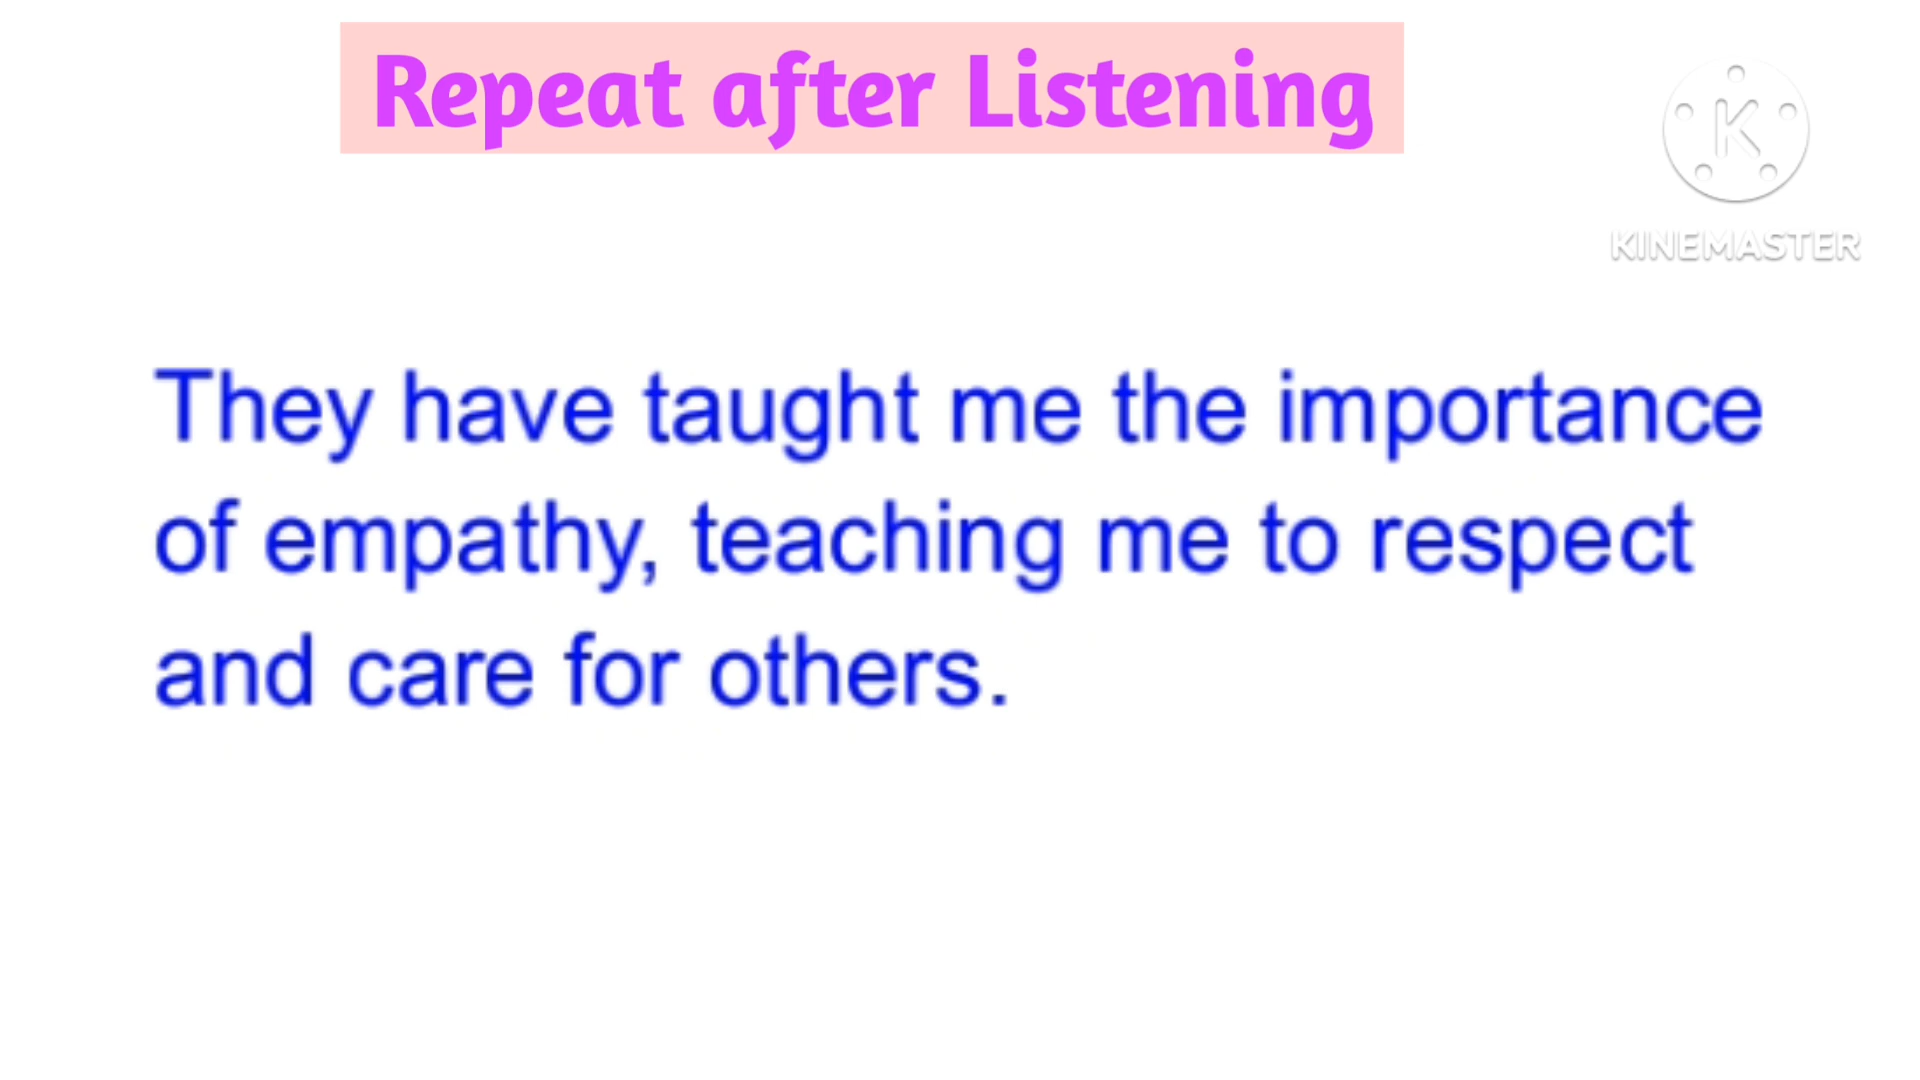 Repeat after Listening
K
KINEMASTER
They have taught me the importance
of empathy, teaching me to respect
and care for others.